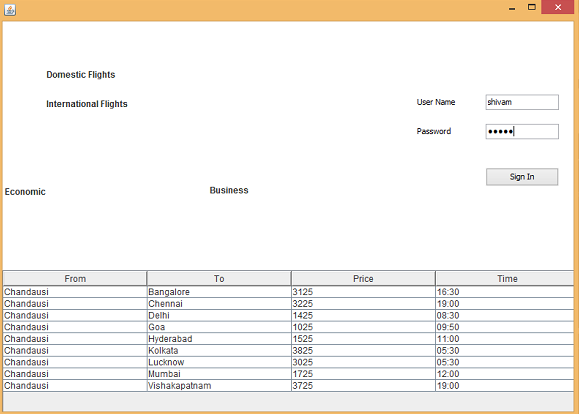 Domestic Flights
International Flights
User Name shivam
Password ●●●●●
Sign In
Economic Business
From To Price Time
Chandausi Bangalore 3125 16:30
Chandausi Chennai 3225 19:00
Chandausi Delhi 1425 08:30
Chandausi Goa 1025 09:50
Chandausi Hyderabad 1525 11:00
Chandausi Kolkata 3825 05:30
Chandausi Lucknow 3025 05:30
Chandausi Mumbai 1725 12:00
Chandausi Vishakapatnam 3725 19:00